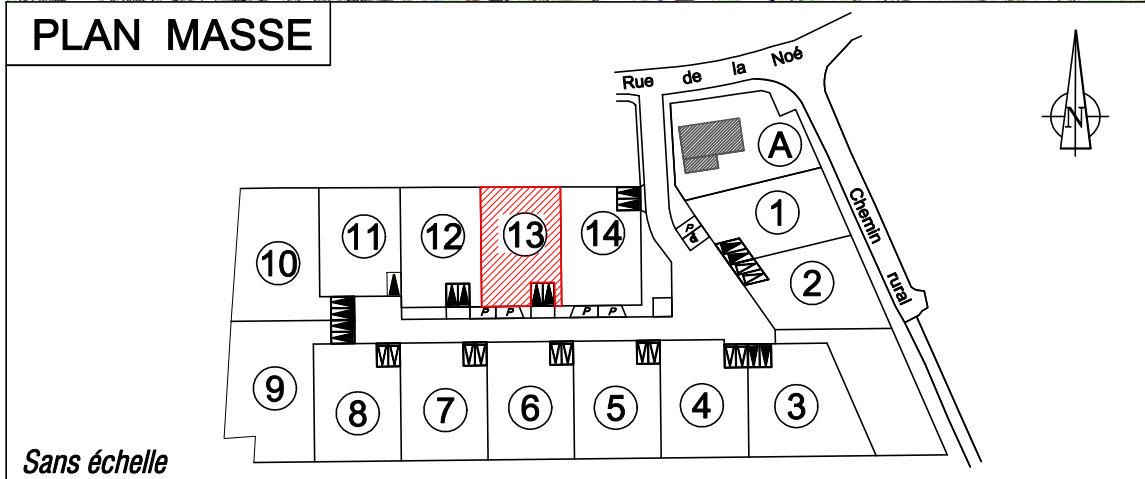 PLAN MASSE
Rue de la Noé
N
A
1
Chemin rural
2
10
11
12
13
14
P
P
P
P
P
9
8
7
6
5
4
3
Sans échelle